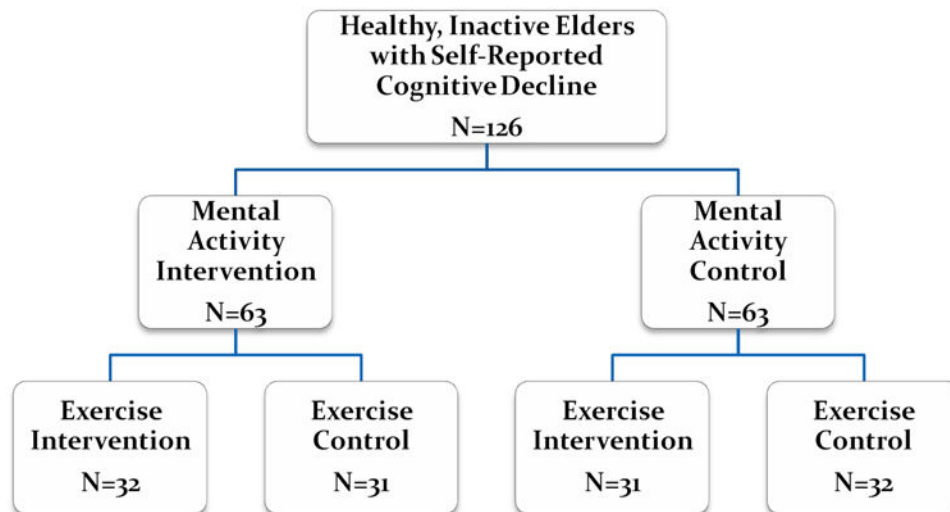 Healthy, Inactive Elders
with Self-Reported
Cognitive Decline
N=126
Mental
Activity
Intervention
N=63
Mental
Activity
Control
N=63
Exercise
Intervention
N=32
Exercise
Control
N=31
Exercise
Intervention
N=31
Exercise
Control
N=32